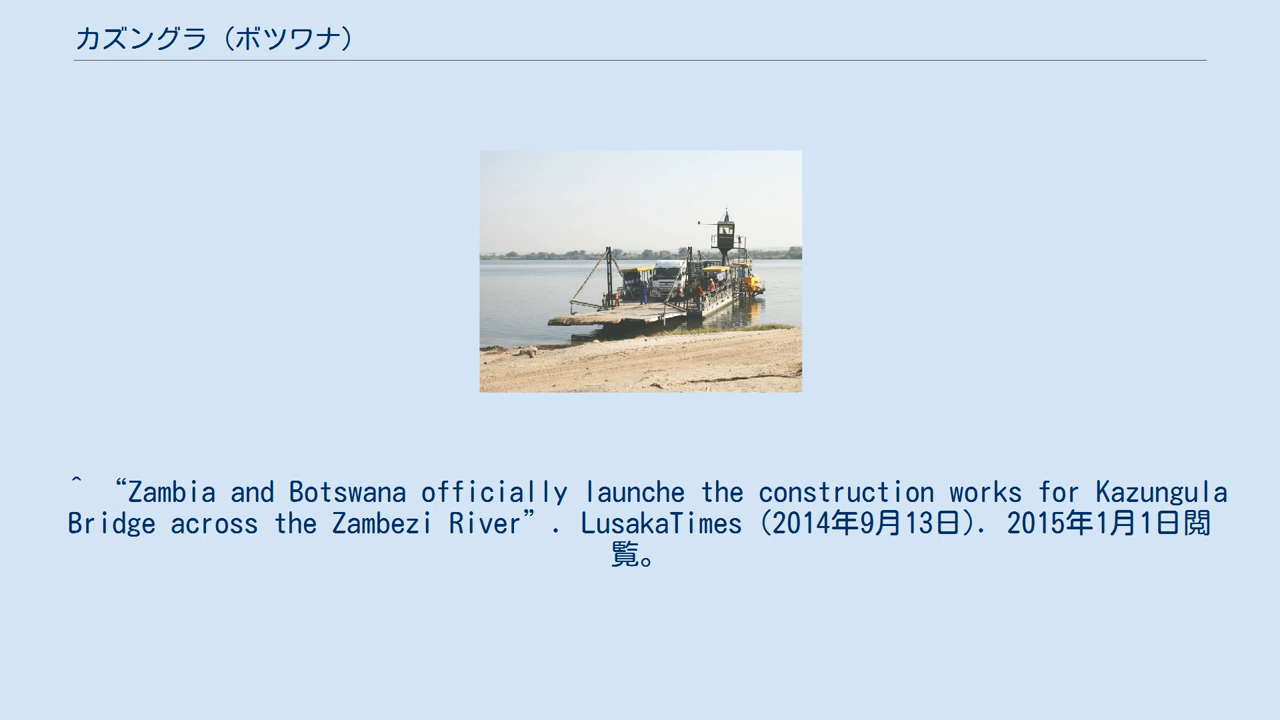 カズングラ（ボツワナ）
^ “Zambia and Botswana officially launche the construction works for Kazungula
Bridge across the Zambezi River”. LusakaTimes (2014年9月13日). 2015年1月1日閲
覧。